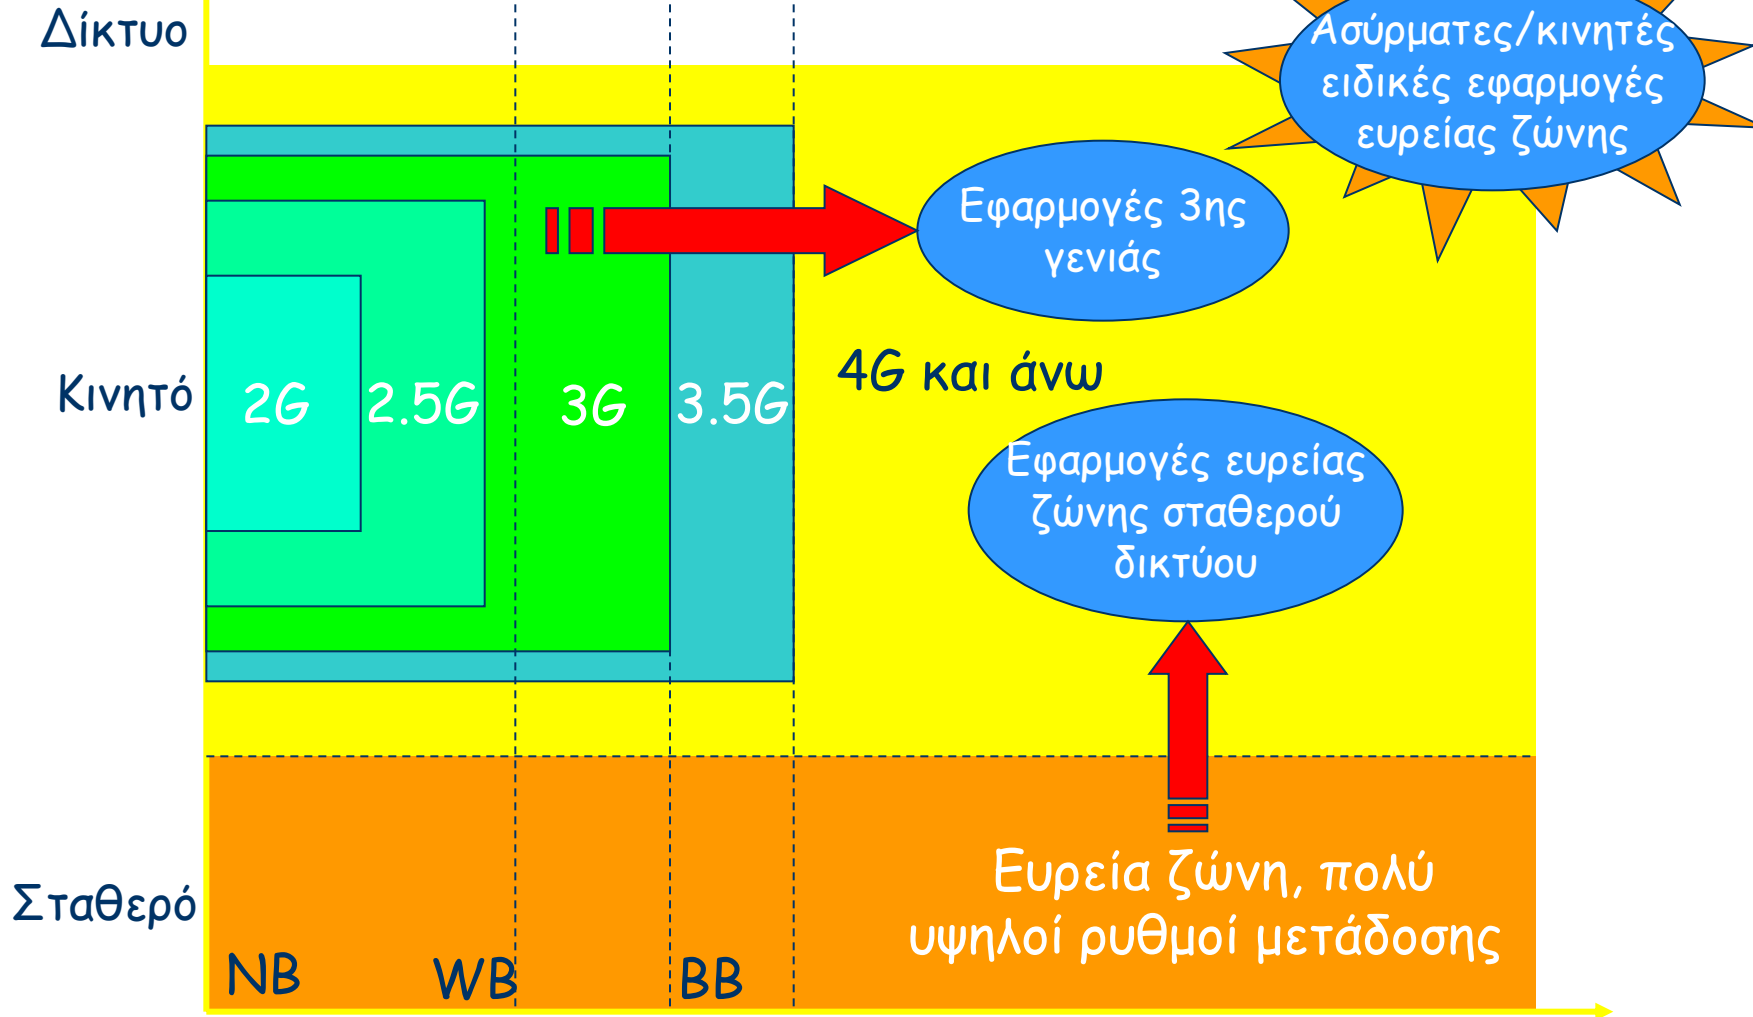 Δίκτυο
Ασύρματες/κινητές
ειδικές εφαρμογές
ευρείας ζώνης
Εφαρμογές 3ης
γενιάς
4G και άνω
Κινητό
2G
2.5G
3G
3.5G
Εφαρμογές ευρείας
ζώνης σταθερού
δικτύου
Ευρεία ζώνη, πολύ
υψηλοί ρυθμοί μετάδοσης
Σταθερό
NB
WB
BB